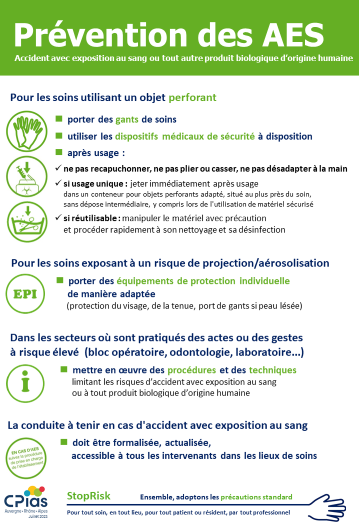 Prévention des AES
Accident avec exposition au sang ou tout autre produit biologique d'origine humaine
Pour les soins utilisant un objet perforant
porter des gants de soins
utiliser les dispositifs médicaux de sécurité à disposition
après usage :
✓ ne pas recapuchonner, ne pas plier ou casser, ne pas désadapter à la main
✓ si usage unique : jeter immédiatement après usage
dans un conteneur pour objets perforants adapté, situé au plus près du soin,
sans dépose intermédiaire, y compris lors de l'utilisation de matériel sécurisé
✓ si réutilisable : manipuler le matériel avec précaution
et procéder rapidement à son nettoyage et sa désinfection
Pour les soins exposant à un risque de projection/aérosolisation
EPI
porter des équipements de protection individuelle
de manière adaptée
(protection du visage, de la tenue, port de gants si peau lésée)
Dans les secteurs où sont pratiqués des actes ou des gestes
à risque élevé (bloc opératoire, odontologie, laboratoire...)
i
mettre en œuvre des procédures et des techniques
limitant les risques d'accident avec exposition au sang
ou à tout produit biologique d'origine humaine
La conduite à tenir en cas d'accident avec exposition au sang
EN CAS D'AES
doit être formalisée, actualisée,
accessible à tous les intervenants dans les lieux de soins
CPias
Auvergne • Rhône • Alpes
Juillet
StopRisk
Ensemble, adoptons les précautions standard
Pour tout soin, en tout lieu, pour tout patient ou résident, par tout professionnel